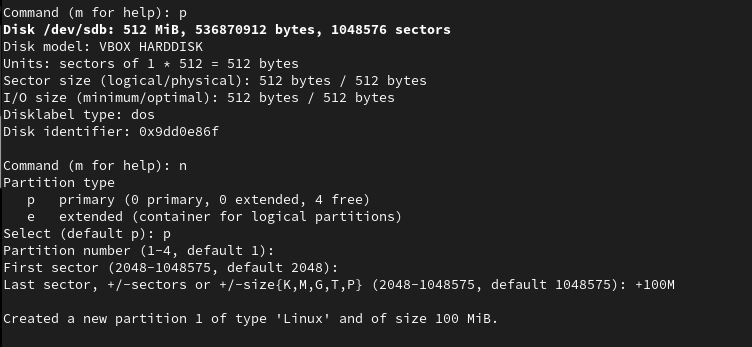 Command (m for help): p
Disk /dev/sdb: 512 MiB, 536870912 bytes, 1048576 sectors
Disk model: VBOX HARDDISK
Units: sectors of 1 * 512 = 512 bytes
Sector size (logical/physical): 512 bytes / 512 bytes
I/O size (minimum/optimal): 512 bytes / 512 bytes
Disklabel type: dos
Disk identifier: 0x9dd0e86f
Command (m for help): n
Partition type
p primary (0 primary, 0 extended, 4 free)
e extended (container for logical partitions)
Select (default p): p
Partition number (1-4, default 1):
First sector (2048-1048575, default 2048):
Last sector, +/-sectors or +/-size{K,M,G,T,P} (2048-1048575, default 1048575): +100M
Created a new partition 1 of type 'Linux' and of size 100 MiB.